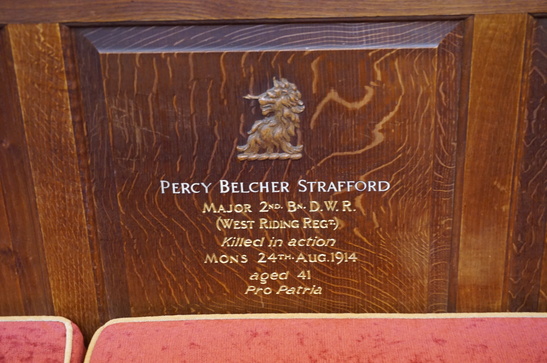 PERCY BELCHER STRAFFORD
MAJOR 2ND. BN. D.W.R.
(WEST RIDING REGT.)
Killed in action
MONS 24TH. AUG. 1914
aged 41
Pro Patria